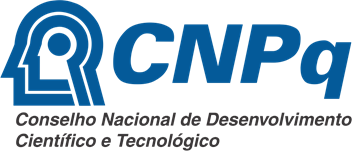 CNPq
Conselho Nacional de Desenvolvimento
Científico e Tecnológico